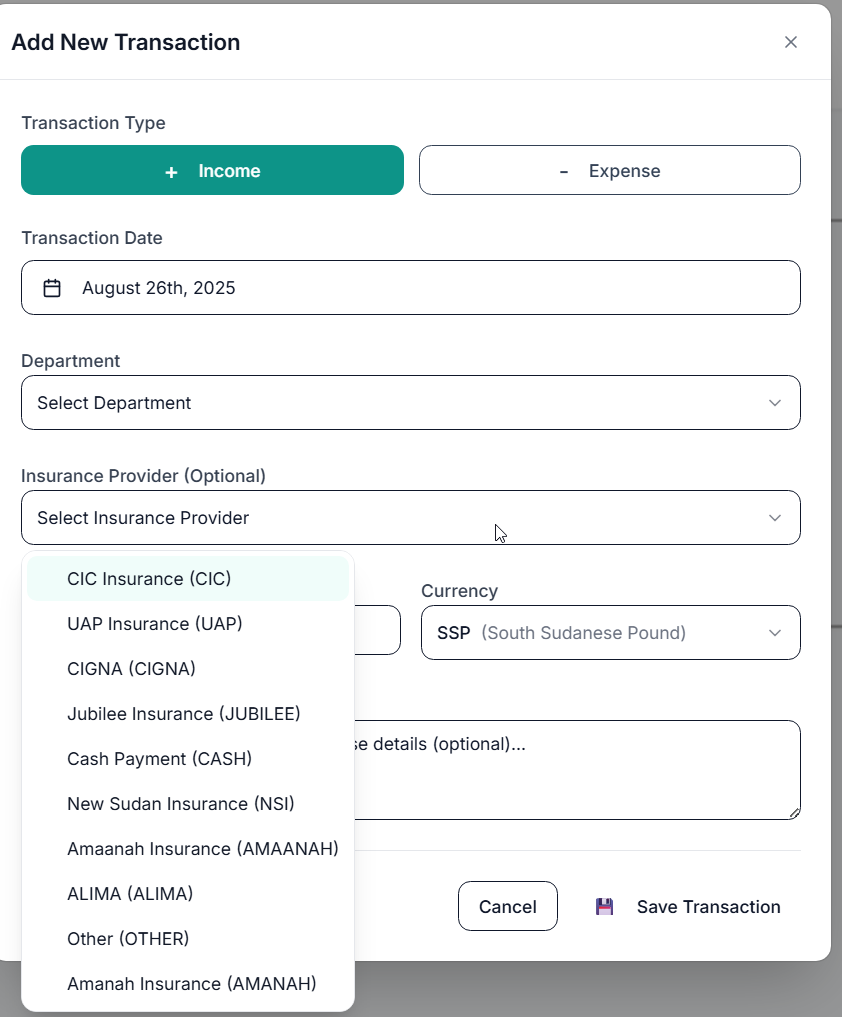 Add New Transaction
Transaction Type
+ Income
- Expense
Transaction Date
August 26th, 2025
Department
Select Department
Insurance Provider (Optional)
Select Insurance Provider
CIC Insurance (CIC)
UAP Insurance (UAP)
CIGNA (CIGNA)
Jubilee Insurance (JUBILEE)
Cash Payment (CASH)
New Sudan Insurance (NSI)
Amaanah Insurance (AMAANAH)
ALIMA (ALIMA)
Other (OTHER)
Amanah Insurance (AMANAH)
Currency
SSP (South Sudanese Pound)
details (optional)...
Cancel
Save Transaction